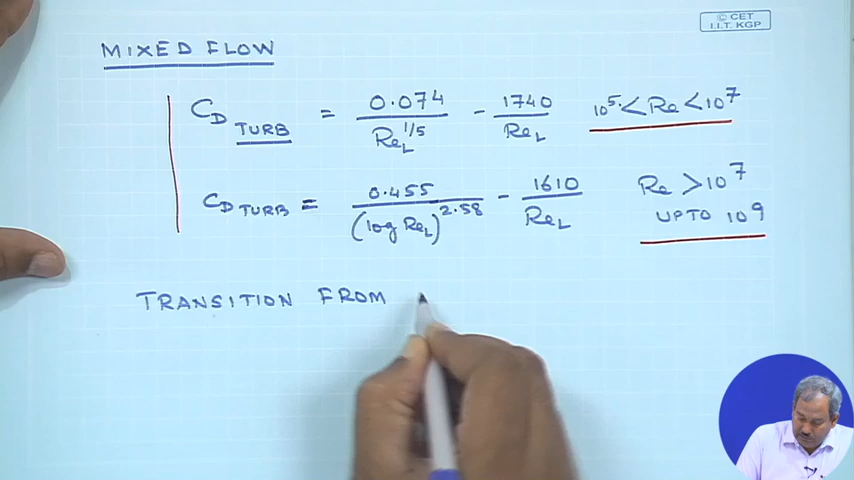 © CET
I.I.T. KGP
MIXED FLOW
C_D TURB = 0.074 / Re_L^1/5 - 1740 / Re_L 10^5 < Re < 10^7
C_D TURB = 0.455 / (log Re_L)^2.58 - 1610 / Re_L Re > 10^7
UPTO 10^9
TRANSITION FROM